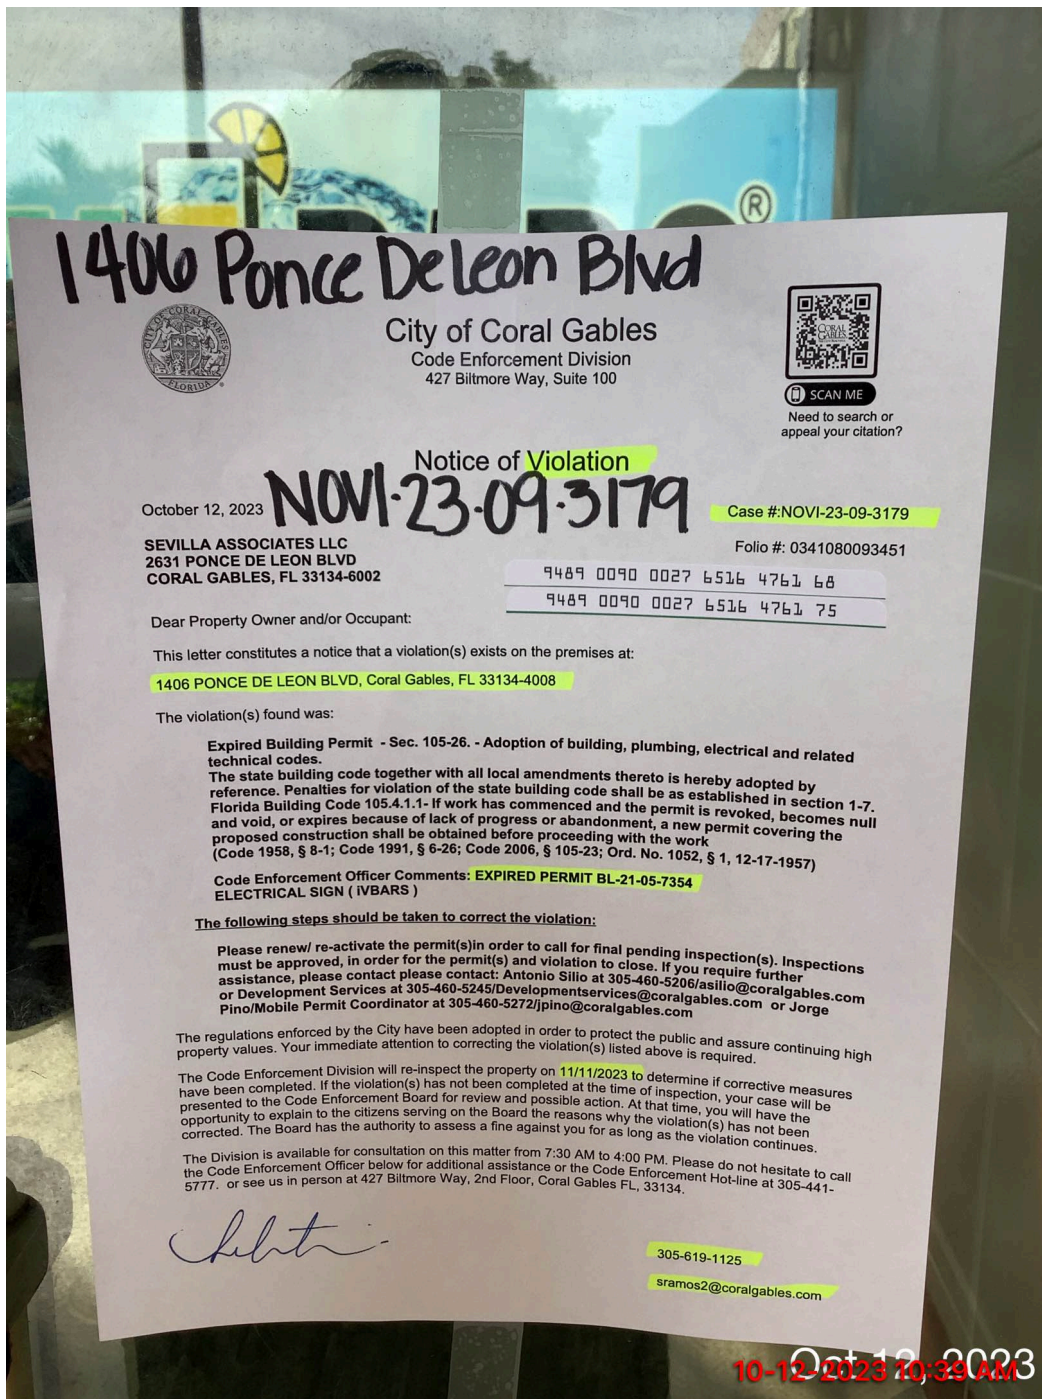 ®
1406 Ponce De Leon Blvd
CITY OF CORAL GABLES
FLORIDA
City of Coral Gables
Code Enforcement Division
427 Biltmore Way, Suite 100
CORAL GABLES
SCAN ME
Need to search or
appeal your citation?
Notice of Violation
October 12, 2023
NOVI-23-09-3179
Case #:NOVI-23-09-3179
Folio #: 0341080093451
SEVILLA ASSOCIATES LLC
2631 PONCE DE LEON BLVD
CORAL GABLES, FL 33134-6002
9489 0090 0027 6516 4761 68
9489 0090 0027 6516 4761 75
Dear Property Owner and/or Occupant:
This letter constitutes a notice that a violation(s) exists on the premises at:
1406 PONCE DE LEON BLVD, Coral Gables, FL 33134-4008
The violation(s) found was:
Expired Building Permit - Sec. 105-26. - Adoption of building, plumbing, electrical and related
technical codes.
The state building code together with all local amendments thereto is hereby adopted by
reference. Penalties for violation of the state building code shall be as established in section 1-7.
Florida Building Code 105.4.1.1- If work has commenced and the permit is revoked, becomes null
and void, or expires because of lack of progress or abandonment, a new permit covering the
proposed construction shall be obtained before proceeding with the work
(Code 1958, § 8-1; Code 1991, § 6-26; Code 2006, § 105-23; Ord. No. 1052, § 1, 12-17-1957)
Code Enforcement Officer Comments: EXPIRED PERMIT BL-21-05-7354
ELECTRICAL SIGN ( iVBARS )
The following steps should be taken to correct the violation:
Please renew/ re-activate the permit(s)in order to call for final pending inspection(s). Inspections
must be approved, in order for the permit(s) and violation to close. If you require further
assistance, please contact please contact: Antonio Silio at 305-460-5206/asilio@coralgables.com
or Development Services at 305-460-5245/Developmentservices@coralgables.com or Jorge
Pino/Mobile Permit Coordinator at 305-460-5272/jpino@coralgables.com
The regulations enforced by the City have been adopted in order to protect the public and assure continuing high
property values. Your immediate attention to correcting the violation(s) listed above is required.
The Code Enforcement Division will re-inspect the property on 11/11/2023 to determine if corrective measures
have been completed. If the violation(s) has not been completed at the time of inspection, your case will be
presented to the Code Enforcement Board for review and possible action. At that time, you will have the
opportunity to explain to the citizens serving on the Board the reasons why the violation(s) has not been
corrected. The Board has the authority to assess a fine against you for as long as the violation continues.
The Division is available for consultation on this matter from 7:30 AM to 4:00 PM. Please do not hesitate to call
the Code Enforcement Officer below for additional assistance or the Code Enforcement Hot-line at 305-441-
5777. or see us in person at 427 Biltmore Way, 2nd Floor, Coral Gables FL, 33134.
305-619-1125
sramos2@coralgables.com
Oct 12, 2023
10-12-2023 10:39 AM